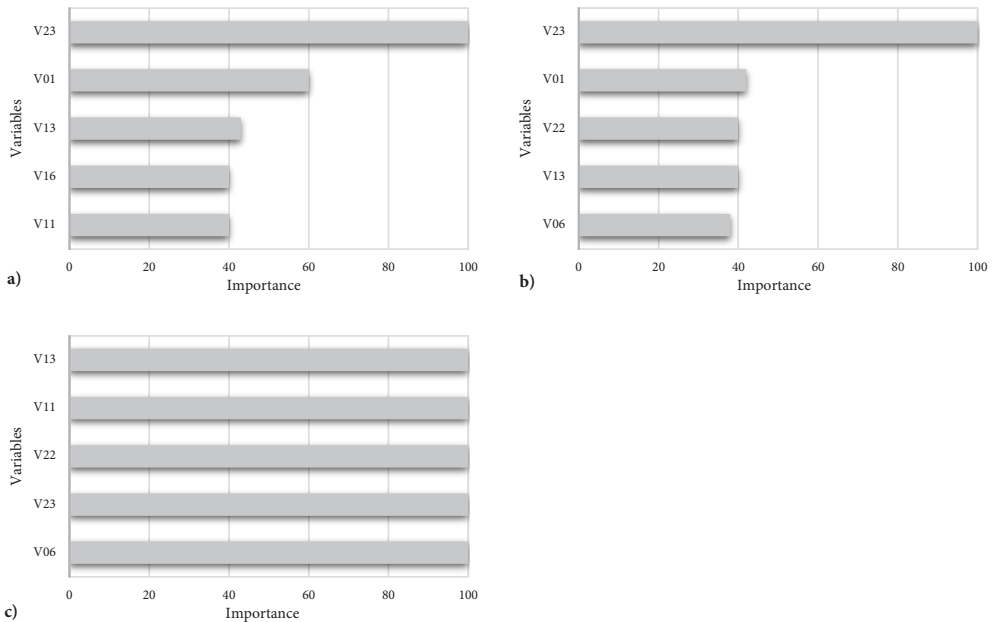 Variables
V23
V01
V13
V16
V11
0 20 40 60 80 100
Importance
a)
Variables
V23
V01
V22
V13
V06
0 20 40 60 80 100
Importance
b)
Variables
V13
V11
V22
V23
V06
0 20 40 60 80 100
Importance
c)